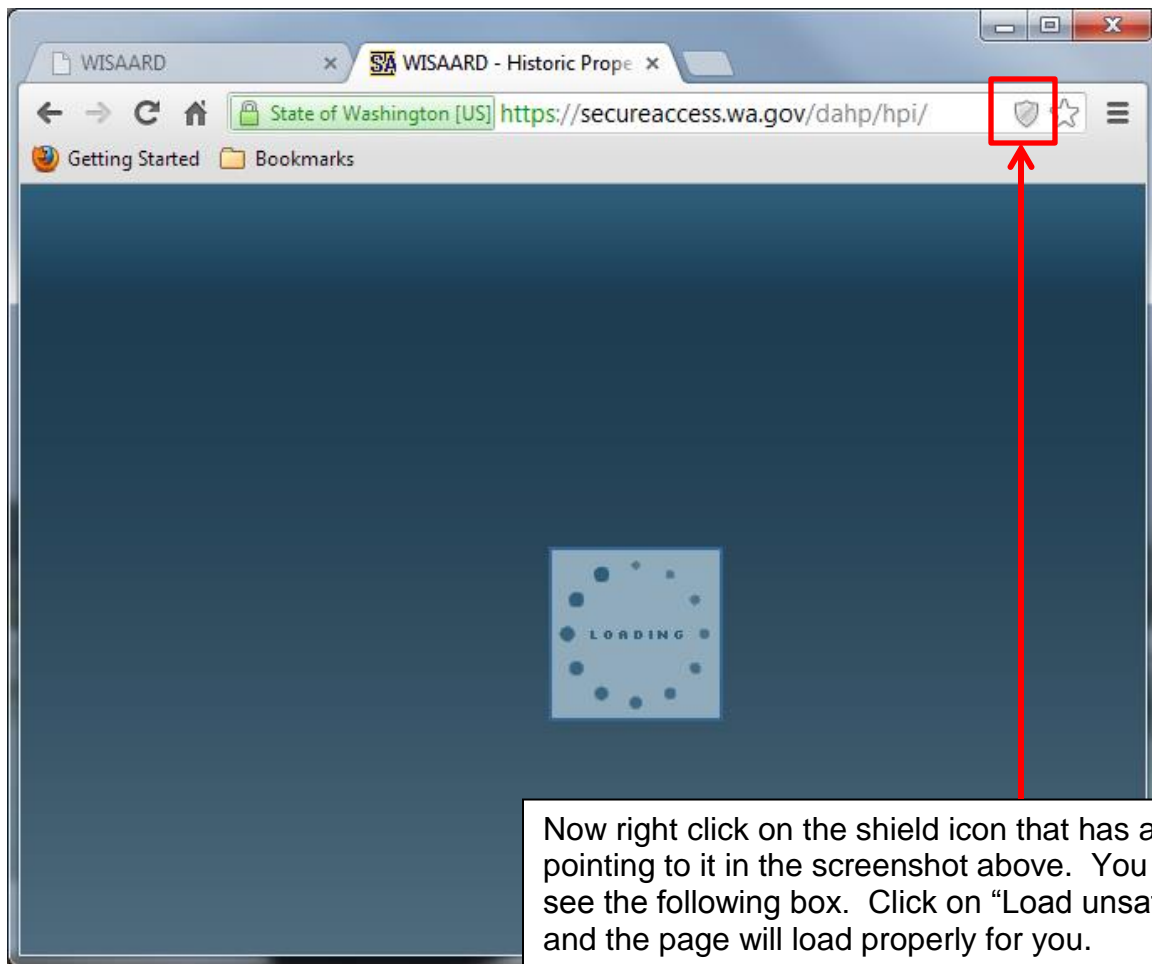 WISAARD
WISAARD - Historic Prope
State of Washington [US] https://secureaccess.wa.gov/dahp/hpi/
Getting Started Bookmarks
LOADING
Now right click on the shield icon that has a
pointing to it in the screenshot above. You
see the following box. Click on “Load unsa
and the page will load properly for you.